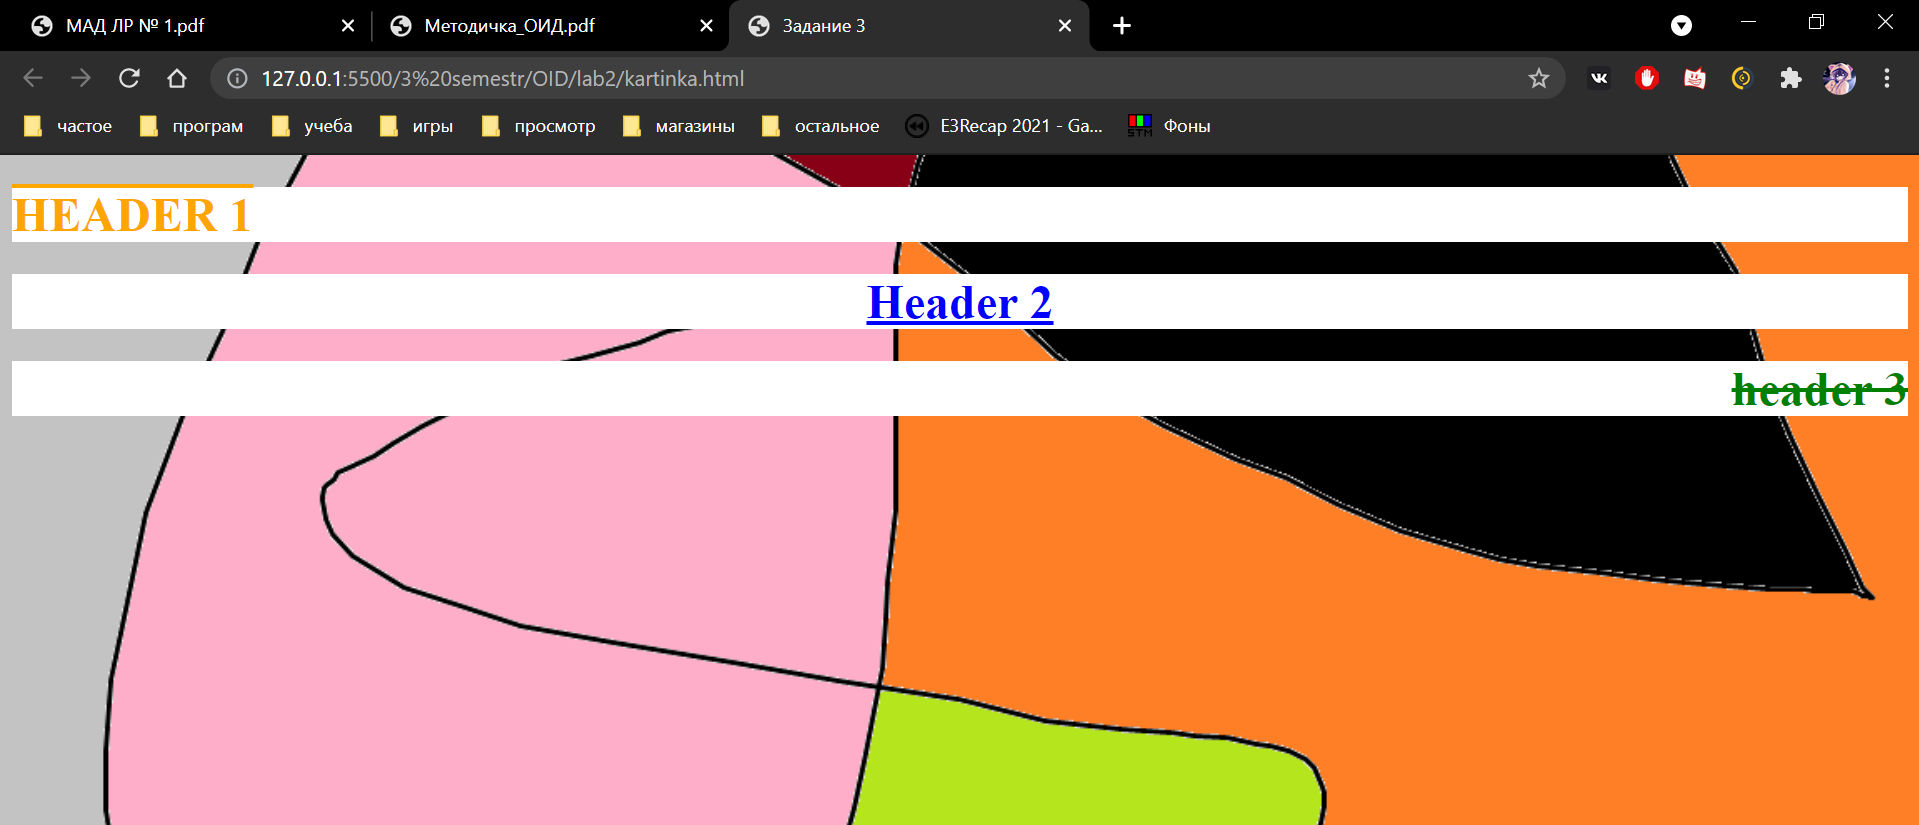 МАД ЛР № 1.pdf
Методичка_ОИД.pdf
Задание 3
127.0.0.1:5500/3%20semestr/OID/lab2/kartinka.html
частое
програм
учеба
игры
просмотр
магазины
остальное
E3Recap 2021 - Ga...
STM
Фоны
HEADER 1
Header 2
header 3